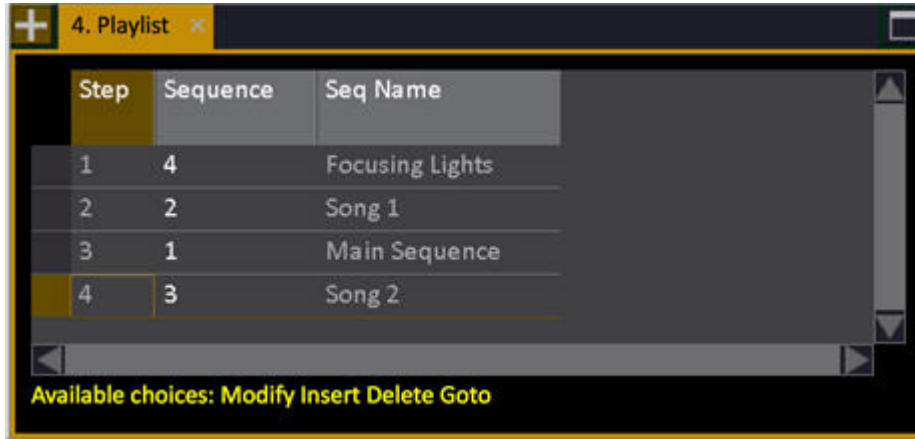 4. Playlist
Step Sequence Seq Name
1 4 Focusing Lights
2 2 Song 1
3 1 Main Sequence
4 3 Song 2
Available choices: Modify Insert Delete Goto